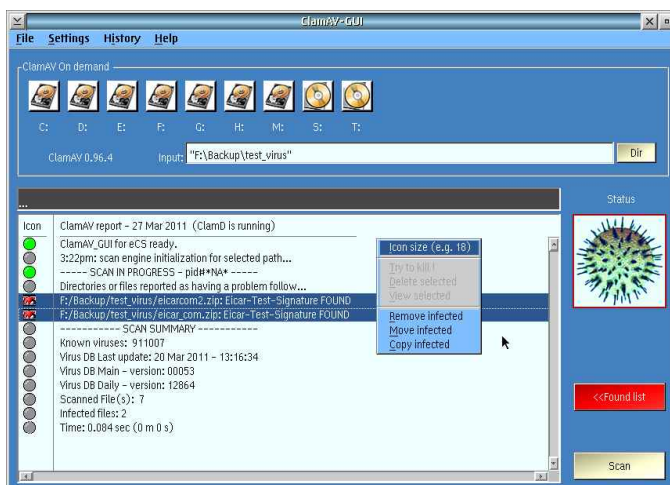 ClamAV-GUI
File Settings History Help
ClamAV On demand
C: D: E: F: G: H: M: S: T:
ClamAV 0.96.4 Input: "F:\Backup\test_virus" Dir
...
Status
Icon ClamAV report - 27 Mar 2011 (ClamD is running)
ClamAV_GUI for eCS ready.
3:22pm: scan engine initialization for selected path...
----- SCAN IN PROGRESS - pid#*NA* -----
Directories or files reported as having a problem follow...
F:/Backup/test_virus/eicarcom2.zip: Eicar-Test-Signature FOUND
F:/Backup/test_virus/eicar_com.zip: Eicar-Test-Signature FOUND
----------- SCAN SUMMARY -----------
Known viruses: 911007
Virus DB Last update: 20 Mar 2011 - 13:16:34
Virus DB Main - version: 00053
Virus DB Daily - version: 12864
Scanned File(s): 7
Infected files: 2
Time: 0.084 sec (0 m 0 s)
Icon size (e.g. 18)
Try to kill !
Delete selected
View selected
Remove infected
Move infected
Copy infected
<<Found list
Scan